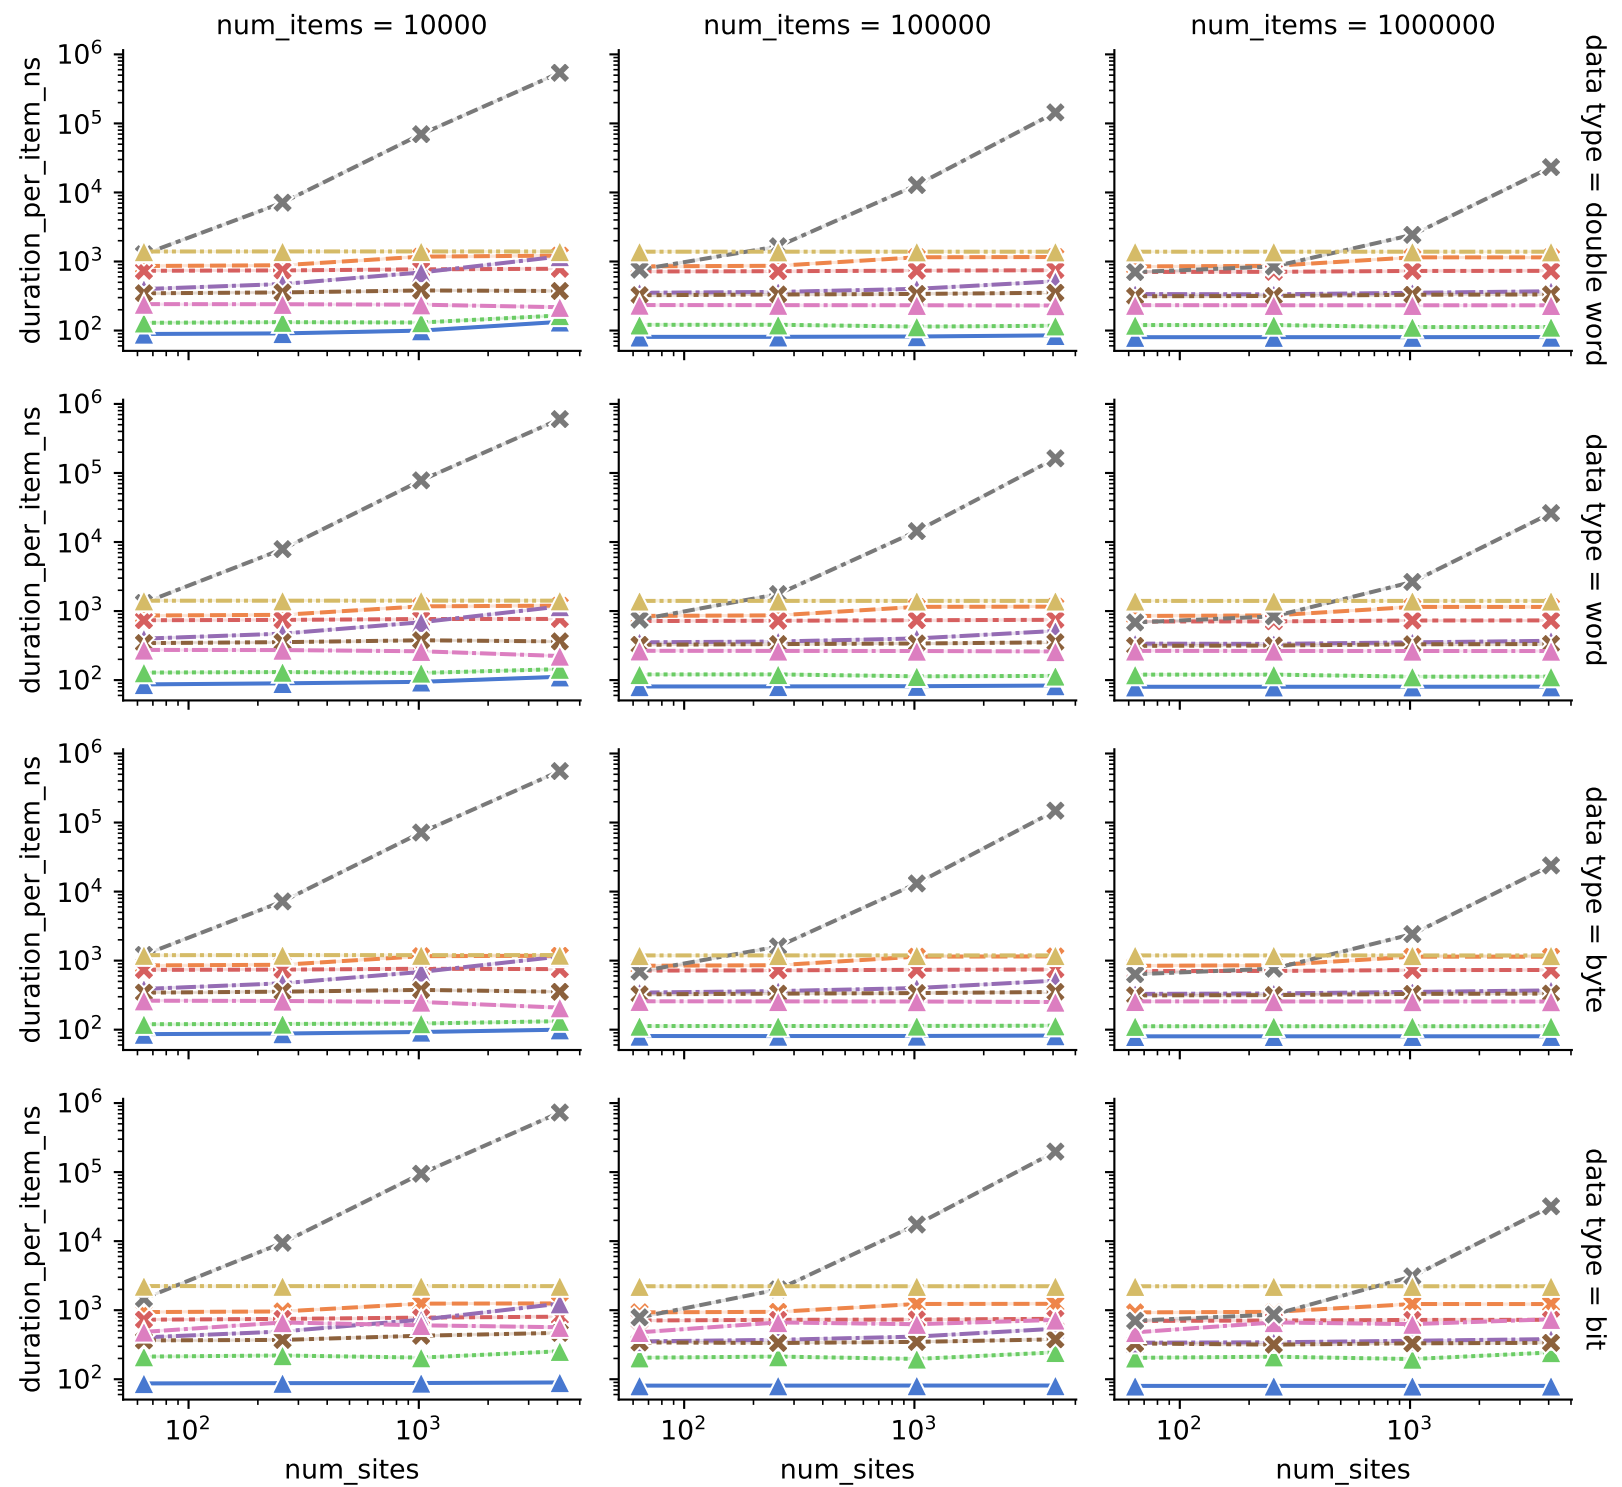 num_items = 10000
num_items = 100000
num_items = 1000000
duration_per_item_ns
10⁶
10⁵
10⁴
10³
10²
data type = double word
duration_per_item_ns
10⁶
10⁵
10⁴
10³
10²
data type = word
duration_per_item_ns
10⁶
10⁵
10⁴
10³
10²
data type = byte
duration_per_item_ns
10⁶
10⁵
10⁴
10³
10²
data type = bit
10² 10³
10² 10³
10² 10³
num_sites
num_sites
num_sites